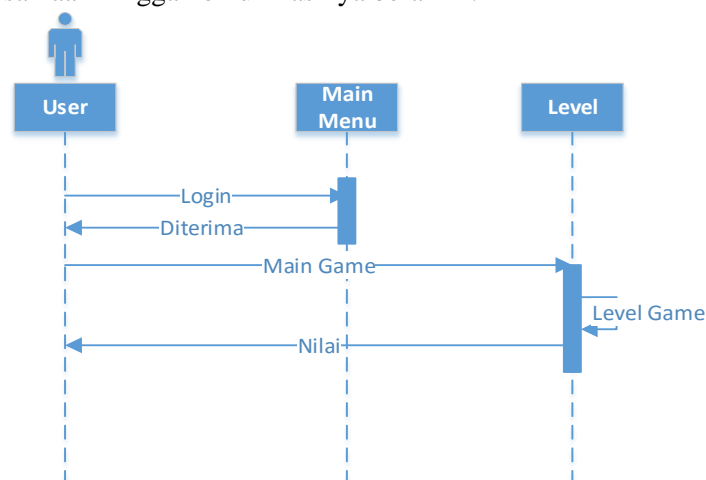 User
Main
Menu
Level
Login
Diterima
Main Game
Level Game
Nilai